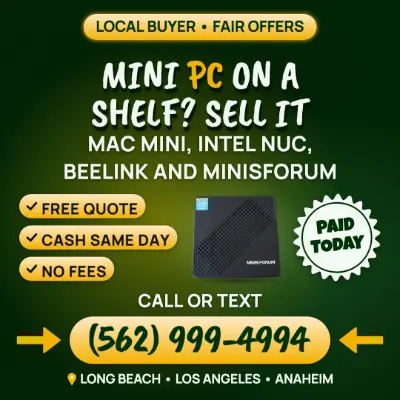 LOCAL BUYER • FAIR OFFERS
MINI PC ON A
SHELF? SELL IT
MAC MINI, INTEL NUC,
BEELINK AND MINISFORUM
✓ FREE QUOTE
✓ CASH SAME DAY
✓ NO FEES
MINISFORUM
PAID
TODAY
CALL OR TEXT
(562) 999-4994
LONG BEACH • LOS ANGELES • ANAHEIM